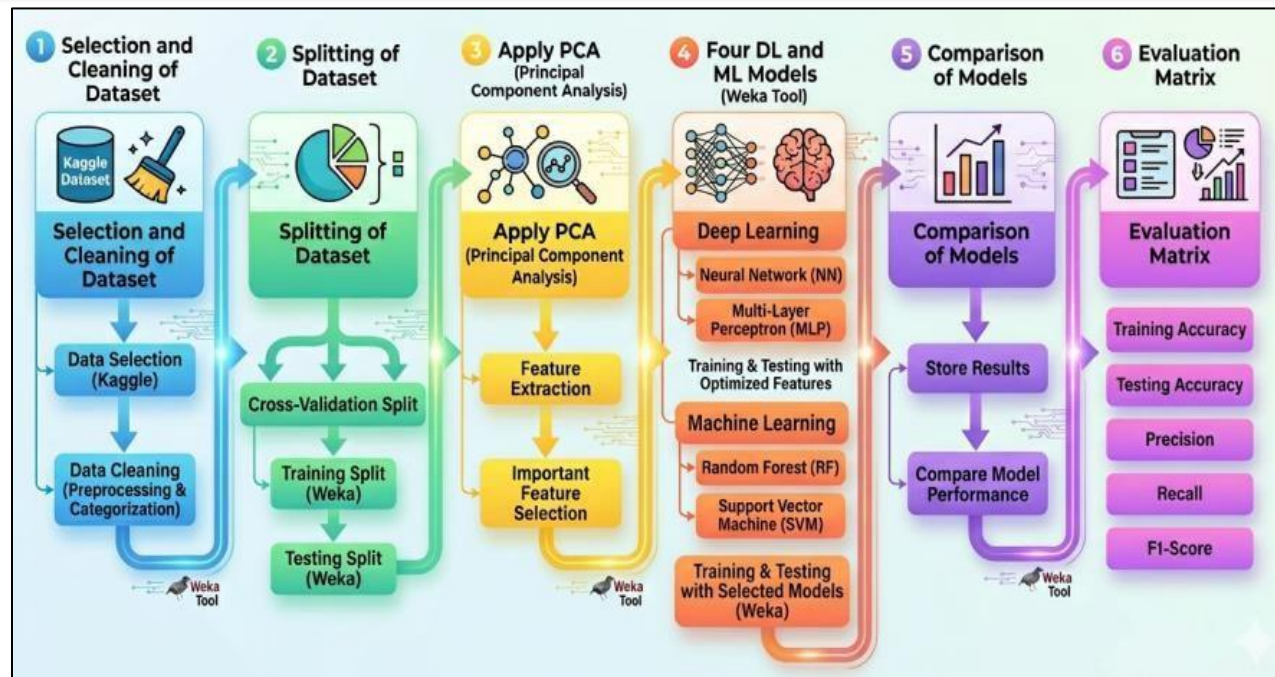 1 Selection and
Cleaning of
Dataset
Kaggle
Dataset
Selection and
Cleaning of
Dataset
Data Selection
(Kaggle)
Data Cleaning
(Preprocessing &
Categorization)
Weka
Tool
2 Splitting of
Dataset
Splitting of
Dataset
Cross-Validation Split
Training Split
(Weka)
Testing Split
(Weka)
3 Apply PCA
(Principal
Component Analysis)
Apply PCA
(Principal Component
Analysis)
Feature
Extraction
Important
Feature
Selection
Weka
Tool
4 Four DL and
ML Models
(Weka Tool)
Deep Learning
Neural Network (NN)
Multi-Layer
Perceptron (MLP)
Training & Testing with
Optimized Features
Machine Learning
Random Forest (RF)
Support Vector
Machine (SVM)
Training & Testing
with Selected Models
(Weka)
5 Comparison
of Models
Comparison
of Models
Store Results
Compare Model
Performance
Weka
Tool
6 Evaluation
Matrix
Evaluation
Matrix
Training Accuracy
Testing Accuracy
Precision
Recall
F1-Score